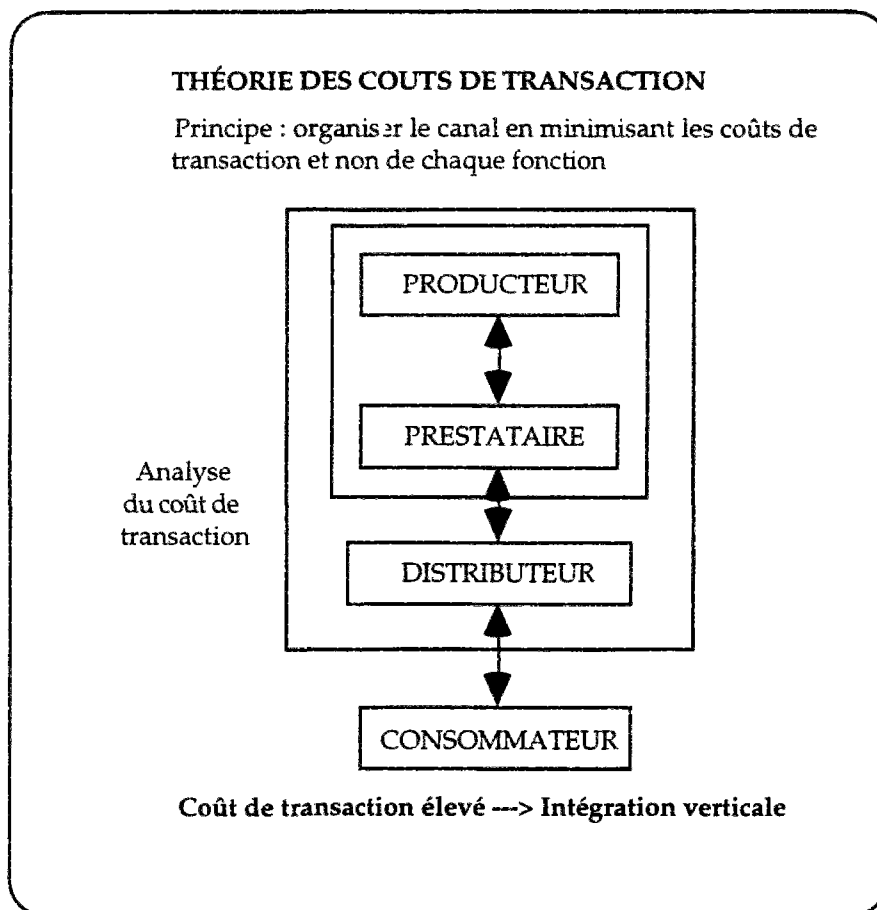 THÉORIE DES COUTS DE TRANSACTION
Principe : organiser le canal en minimisant les coûts de
transaction et non de chaque fonction
PRODUCTEUR
PRESTATAIRE
Analyse
du coût de
transaction
DISTRIBUTEUR
CONSOMMATEUR
Coût de transaction élevé ---> Intégration verticale